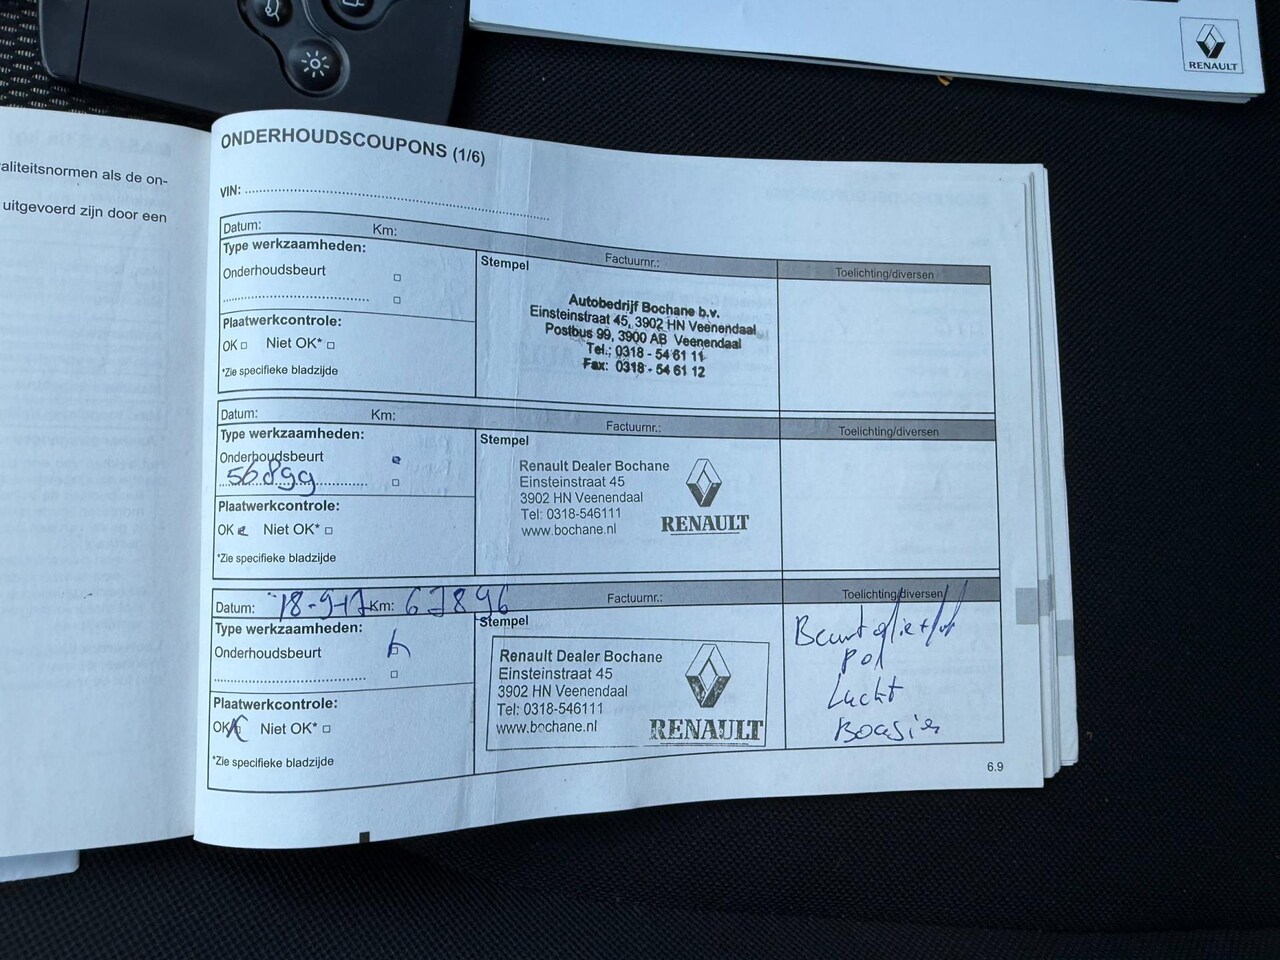 RENAULT
aliteitsnormen als de on-
uitgevoerd zijn door een
ONDERHOUDSCOUPONS (1/6)
VIN:
Datum: Km:
Type werkzaamheden:
Onderhoudsbeurt
Plaatwerkcontrole:
OK Niet OK*
*Zie specifieke bladzijde
Factuurnr.:
Stempel
Autobedrijf Bochane b.v.
Einsteinstraat 45, 3902 HN Veenendaal
Postbus 99, 3900 AB Veenendaal
Tel.: 0318 - 54 61 11
Fax: 0318 - 54 61 12
Toelichting/diversen
Datum: Km:
Type werkzaamheden:
Onderhoudsbeurt
56899
Plaatwerkcontrole:
OK Niet OK*
*Zie specifieke bladzijde
Factuurnr.:
Stempel
Renault Dealer Bochane
Einsteinstraat 45
3902 HN Veenendaal
Tel: 0318-546111
www.bochane.nl
RENAULT
Toelichting/diversen
Datum: 18-9-17 Km: 67896
Type werkzaamheden:
Onderhoudsbeurt
Plaatwerkcontrole:
OK Niet OK*
*Zie specifieke bladzijde
Factuurnr.:
Stempel
Renault Dealer Bochane
Einsteinstraat 45
3902 HN Veenendaal
Tel: 0318-546111
www.bochane.nl
RENAULT
Toelichting/diversen
Beurt
Pol
Lucht
6.9